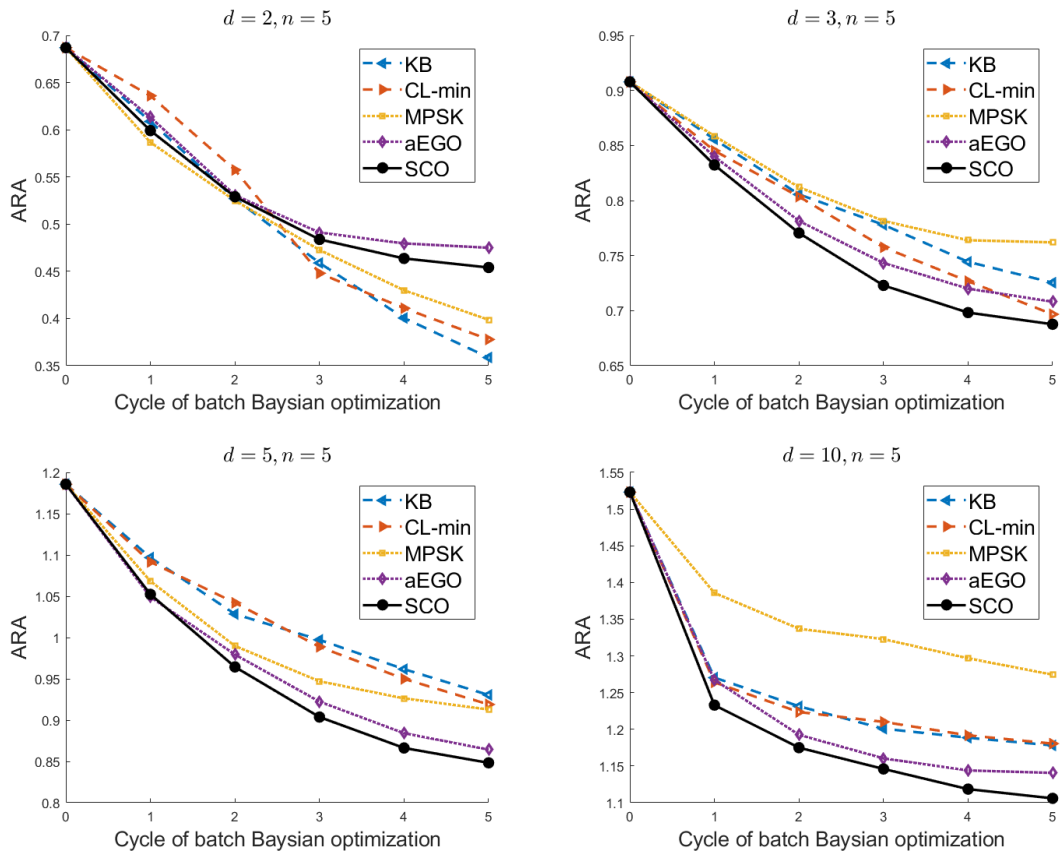 d = 2, n = 5
0.7
0.65
0.6
0.55
0.5
0.45
0.4
0.35
ARA
KB
CL-min
MPSK
aEGO
SCO
0 1 2 3 4 5
Cycle of batch Baysian optimization
d = 3, n = 5
0.95
0.9
0.85
0.8
0.75
0.7
0.65
ARA
KB
CL-min
MPSK
aEGO
SCO
0 1 2 3 4 5
Cycle of batch Baysian optimization
d = 5, n = 5
1.2
1.15
1.1
1.05
1
0.95
0.9
0.85
0.8
ARA
KB
CL-min
MPSK
aEGO
SCO
0 1 2 3 4 5
Cycle of batch Baysian optimization
d = 10, n = 5
1.55
1.5
1.45
1.4
1.35
1.3
1.25
1.2
1.15
1.1
ARA
KB
CL-min
MPSK
aEGO
SCO
0 1 2 3 4 5
Cycle of batch Baysian optimization